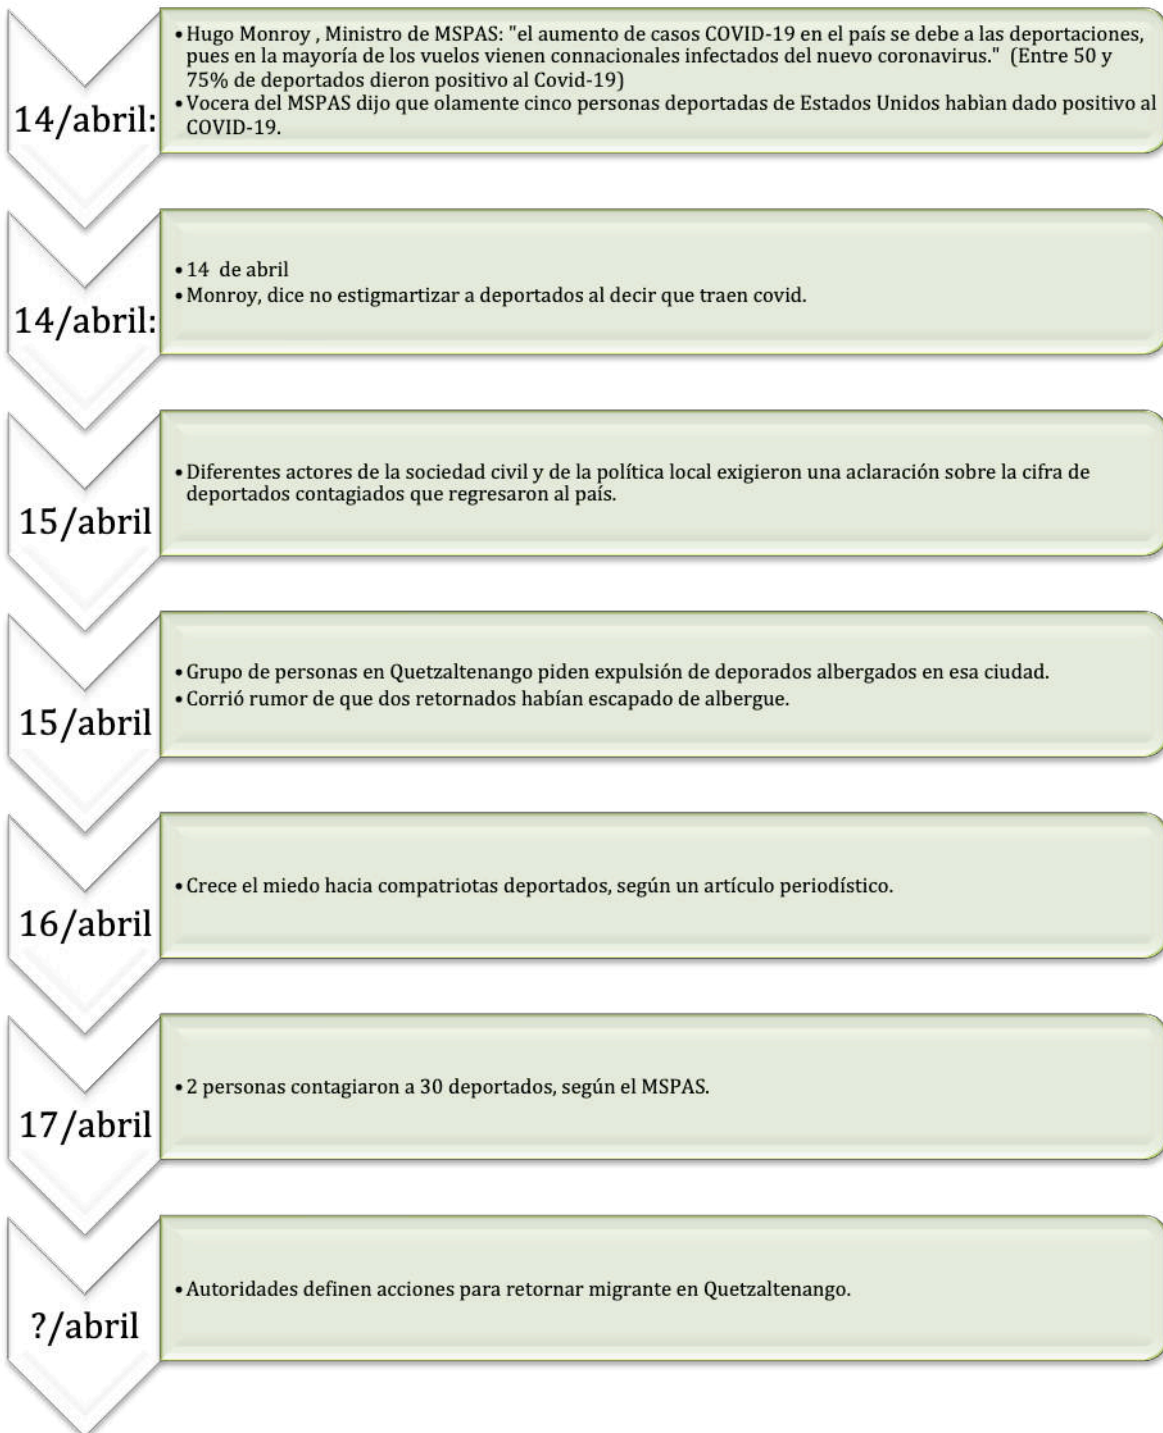 14/abril:
• Hugo Monroy , Ministro de MSPAS: "el aumento de casos COVID-19 en el país se debe a las deportaciones,
pues en la mayoría de los vuelos vienen connacionales infectados del nuevo coronavirus."  (Entre 50 y
75% de deportados dieron positivo al Covid-19)
• Vocera del MSPAS dijo que olamente cinco personas deportadas de Estados Unidos habìan dado positivo al
COVID-19.
14/abril:
• 14  de abril
• Monroy, dice no estigmartizar a deportados al decir que traen covid.
15/abril
• Diferentes actores de la sociedad civil y de la política local exigieron una aclaración sobre la cifra de
deportados contagiados que regresaron al país.
15/abril
• Grupo de personas en Quetzaltenango piden expulsión de deporados albergados en esa ciudad.
• Corrió rumor de que dos retornados habían escapado de albergue.
16/abril
• Crece el miedo hacia compatriotas deportados, según un artículo periodístico.
17/abril
• 2 personas contagiaron a 30 deportados, según el MSPAS.
?/abril
• Autoridades definen acciones para retornar migrante en Quetzaltenango.